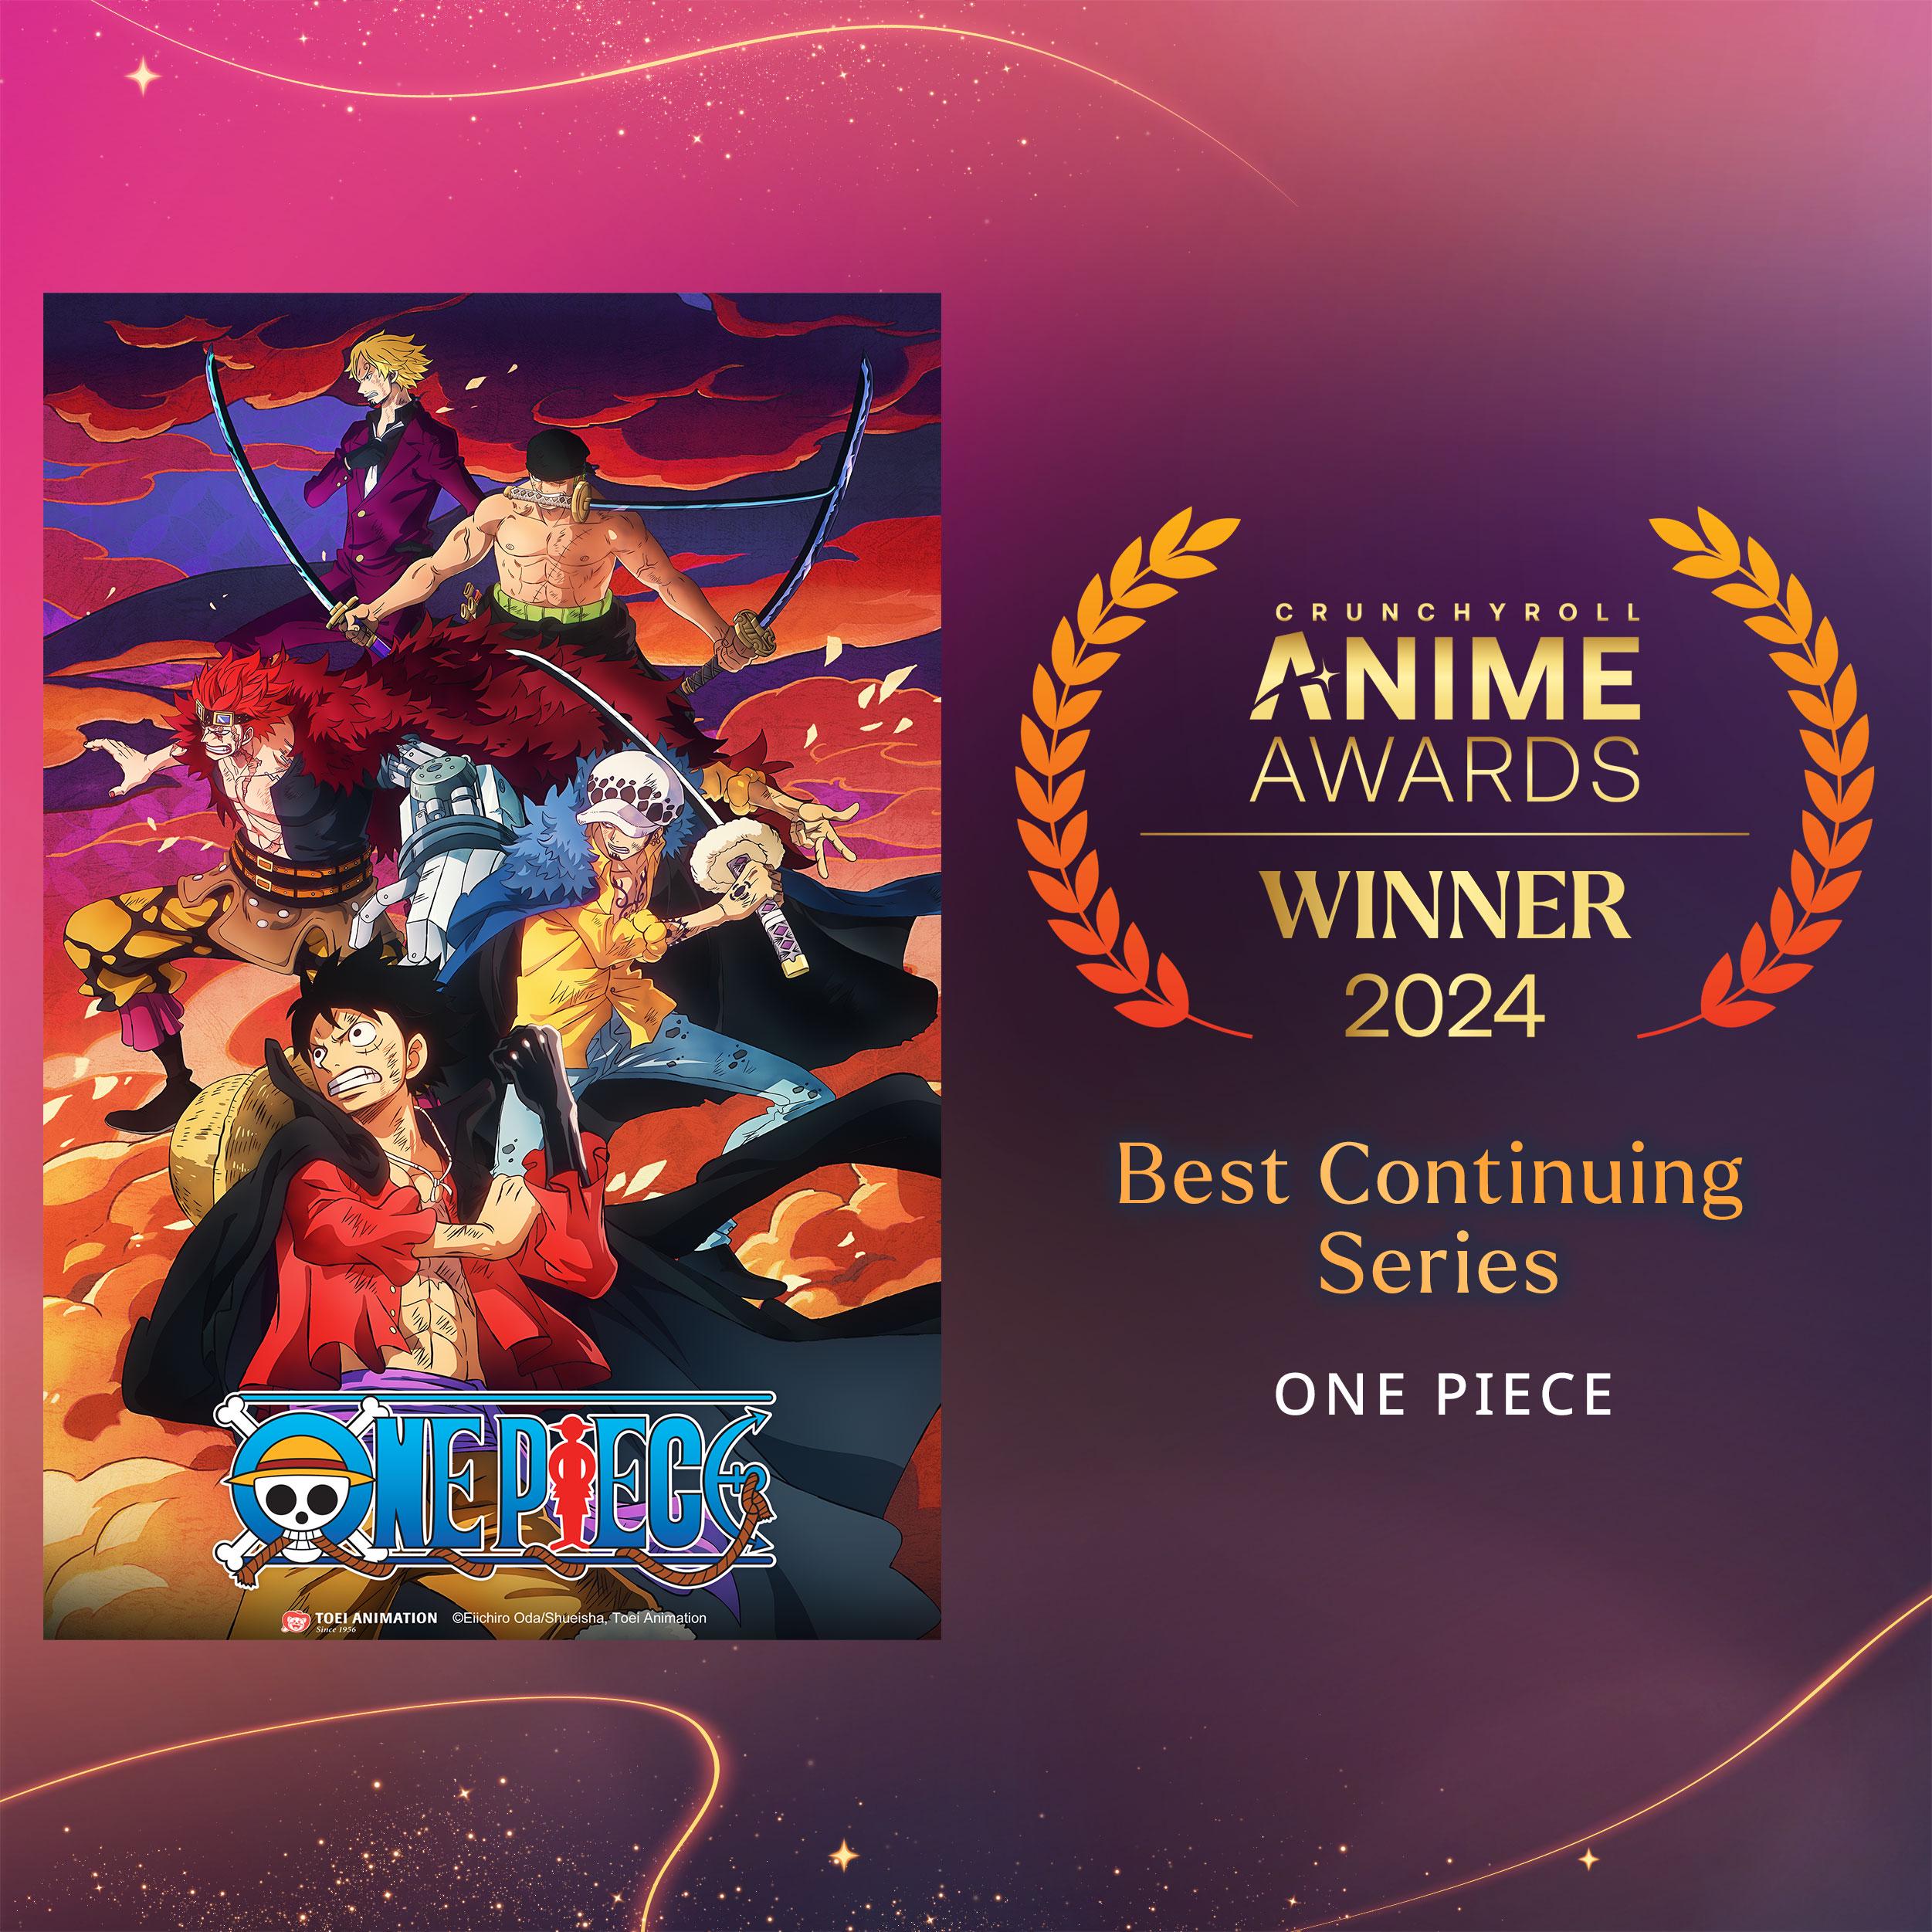 ONE PIECE
TOEI ANIMATION ©Eiichiro Oda/Shueisha, Toei Animation
Since 1956
CRUNCHYROLL
ANIME
AWARDS
WINNER
2024
Best Continuing
Series
ONE PIECE